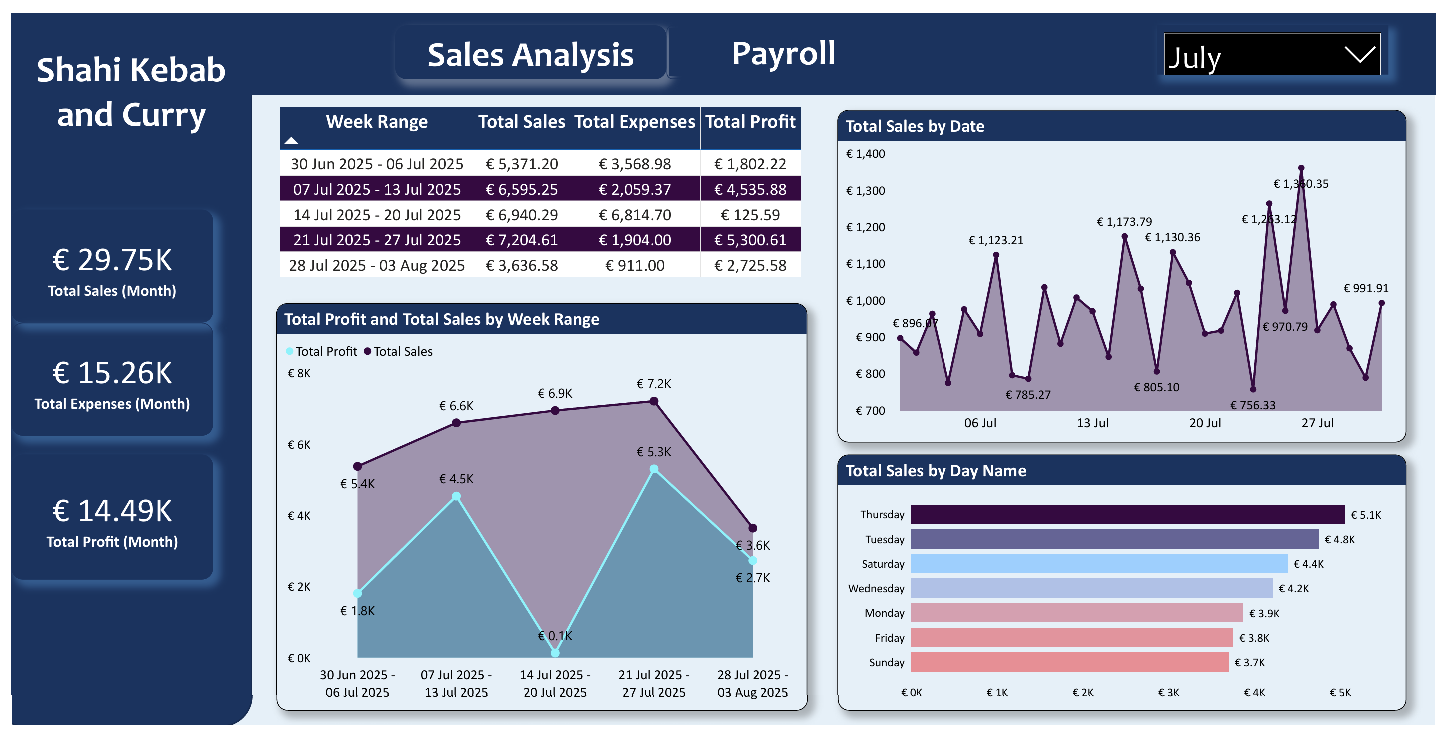 Shahi Kebab
and Curry
Sales Analysis
Payroll
July
€ 29.75K
Total Sales (Month)
€ 15.26K
Total Expenses (Month)
€ 14.49K
Total Profit (Month)
Week Range Total Sales Total Expenses Total Profit
30 Jun 2025 - 06 Jul 2025 € 5,371.20 € 3,568.98 € 1,802.22
07 Jul 2025 - 13 Jul 2025 € 6,595.25 € 2,059.37 € 4,535.88
14 Jul 2025 - 20 Jul 2025 € 6,940.29 € 6,814.70 € 125.59
21 Jul 2025 - 27 Jul 2025 € 7,204.61 € 1,904.00 € 5,300.61
28 Jul 2025 - 03 Aug 2025 € 3,636.58 € 911.00 € 2,725.58
Total Profit and Total Sales by Week Range
Total Profit Total Sales
€ 8K
€ 7.2K
€ 6.9K
€ 6.6K
€ 6K
€ 5.3K
€ 5.4K
€ 4.5K
€ 4K
€ 3.6K
€ 2.7K
€ 2K
€ 1.8K
€ 0.1K
€ 0K
30 Jun 2025 - 07 Jul 2025 - 14 Jul 2025 - 21 Jul 2025 - 28 Jul 2025 -
06 Jul 2025 13 Jul 2025 20 Jul 2025 27 Jul 2025 03 Aug 2025
Total Sales by Date
€ 1,400
€ 1,300
€ 1,360.35
€ 1,200
€ 1,173.79
€ 1,263.12
€ 1,123.21
€ 1,130.36
€ 1,100
€ 1,000
€ 991.91
€ 896.07
€ 970.79
€ 900
€ 800
€ 785.27
€ 805.10
€ 756.33
€ 700
06 Jul 13 Jul 20 Jul 27 Jul
Total Sales by Day Name
Thursday € 5.1K
Tuesday € 4.8K
Saturday € 4.4K
Wednesday € 4.2K
Monday € 3.9K
Friday € 3.8K
Sunday € 3.7K
€ 0K € 1K € 2K € 3K € 4K € 5K